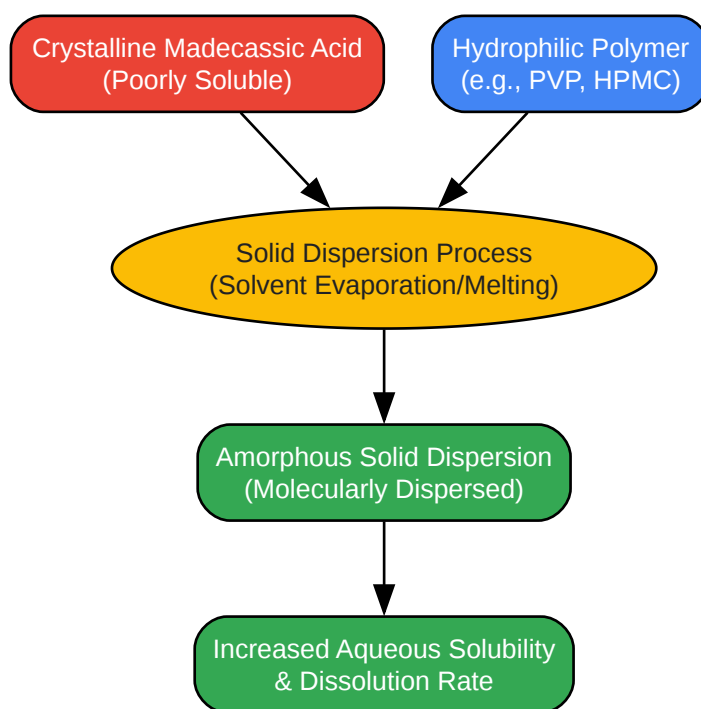 Crystalline Madecassic Acid
(Poorly Soluble)
Hydrophilic Polymer
(e.g., PVP, HPMC)
Solid Dispersion Process
(Solvent Evaporation/Melting)
Amorphous Solid Dispersion
(Molecularly Dispersed)
Increased Aqueous Solubility
& Dissolution Rate